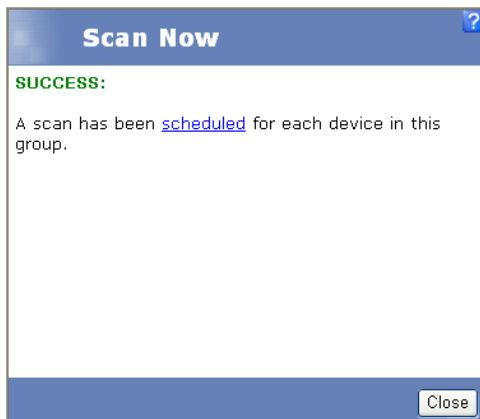 Scan Now
?
SUCCESS:
A scan has been scheduled for each device in this
group.
Close